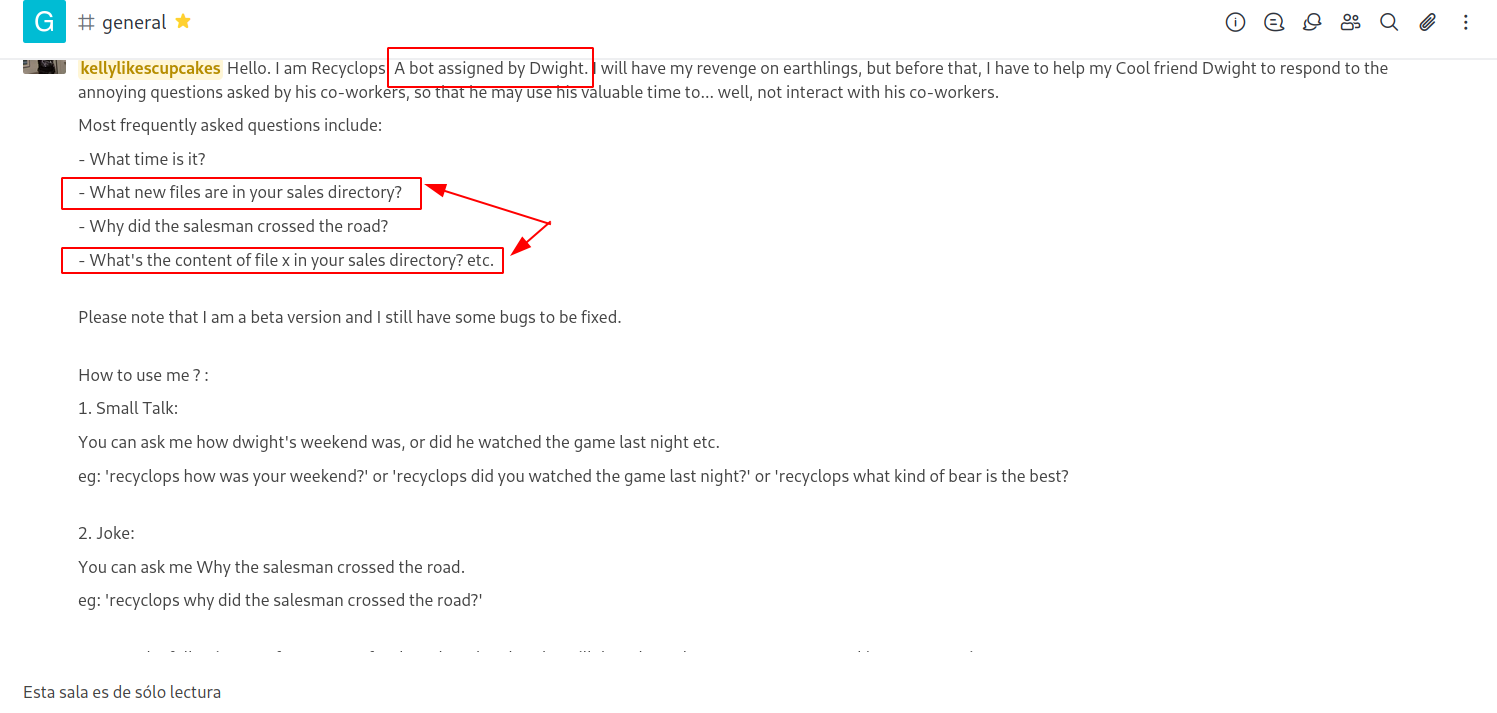 G # general
kellylikescupcakes Hello. I am Recyclops. A bot assigned by Dwight. I will have my revenge on earthlings, but before that, I have to help my Cool friend Dwight to respond to the
annoying questions asked by his co-workers, so that he may use his valuable time to... well, not interact with his co-workers.
Most frequently asked questions include:
- What time is it?
- What new files are in your sales directory?
- Why did the salesman crossed the road?
- What's the content of file x in your sales directory? etc.
Please note that I am a beta version and I still have some bugs to be fixed.
How to use me ? :
1. Small Talk:
You can ask me how dwight's weekend was, or did he watched the game last night etc.
eg: 'recyclops how was your weekend?' or 'recyclops did you watched the game last night?' or 'recyclops what kind of bear is the best?
2. Joke:
You can ask me Why the salesman crossed the road.
eg: 'recyclops why did the salesman crossed the road?'
Esta sala es de sólo lectura